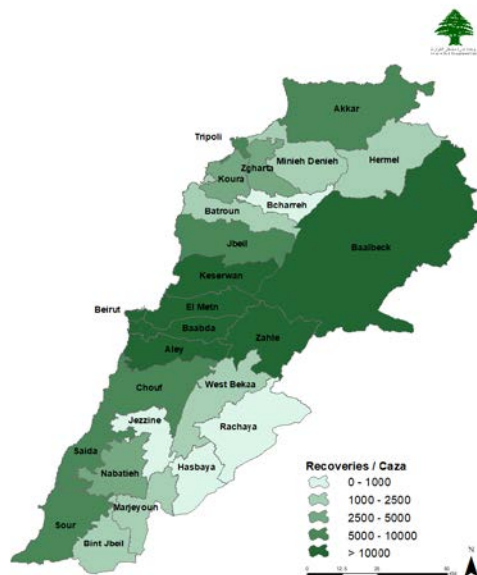 Akkar
Tripoli
Zgharta
Minieh Denieh
Hermel
Koura
Bcharreh
Batroun
Baalbeck
Jbeil
Keserwan
Beirut
El Metn
Baabda
Zahle
Aley
Chouf
West Bekaa
Jezzine
Rachaya
Saida
Hasbaya
Nabatieh
Marjeyoun
Sour
Bint Jbeil
Recoveries / Caza
0 - 1000
1000 - 2500
2500 - 5000
5000 - 10000
> 10000
N